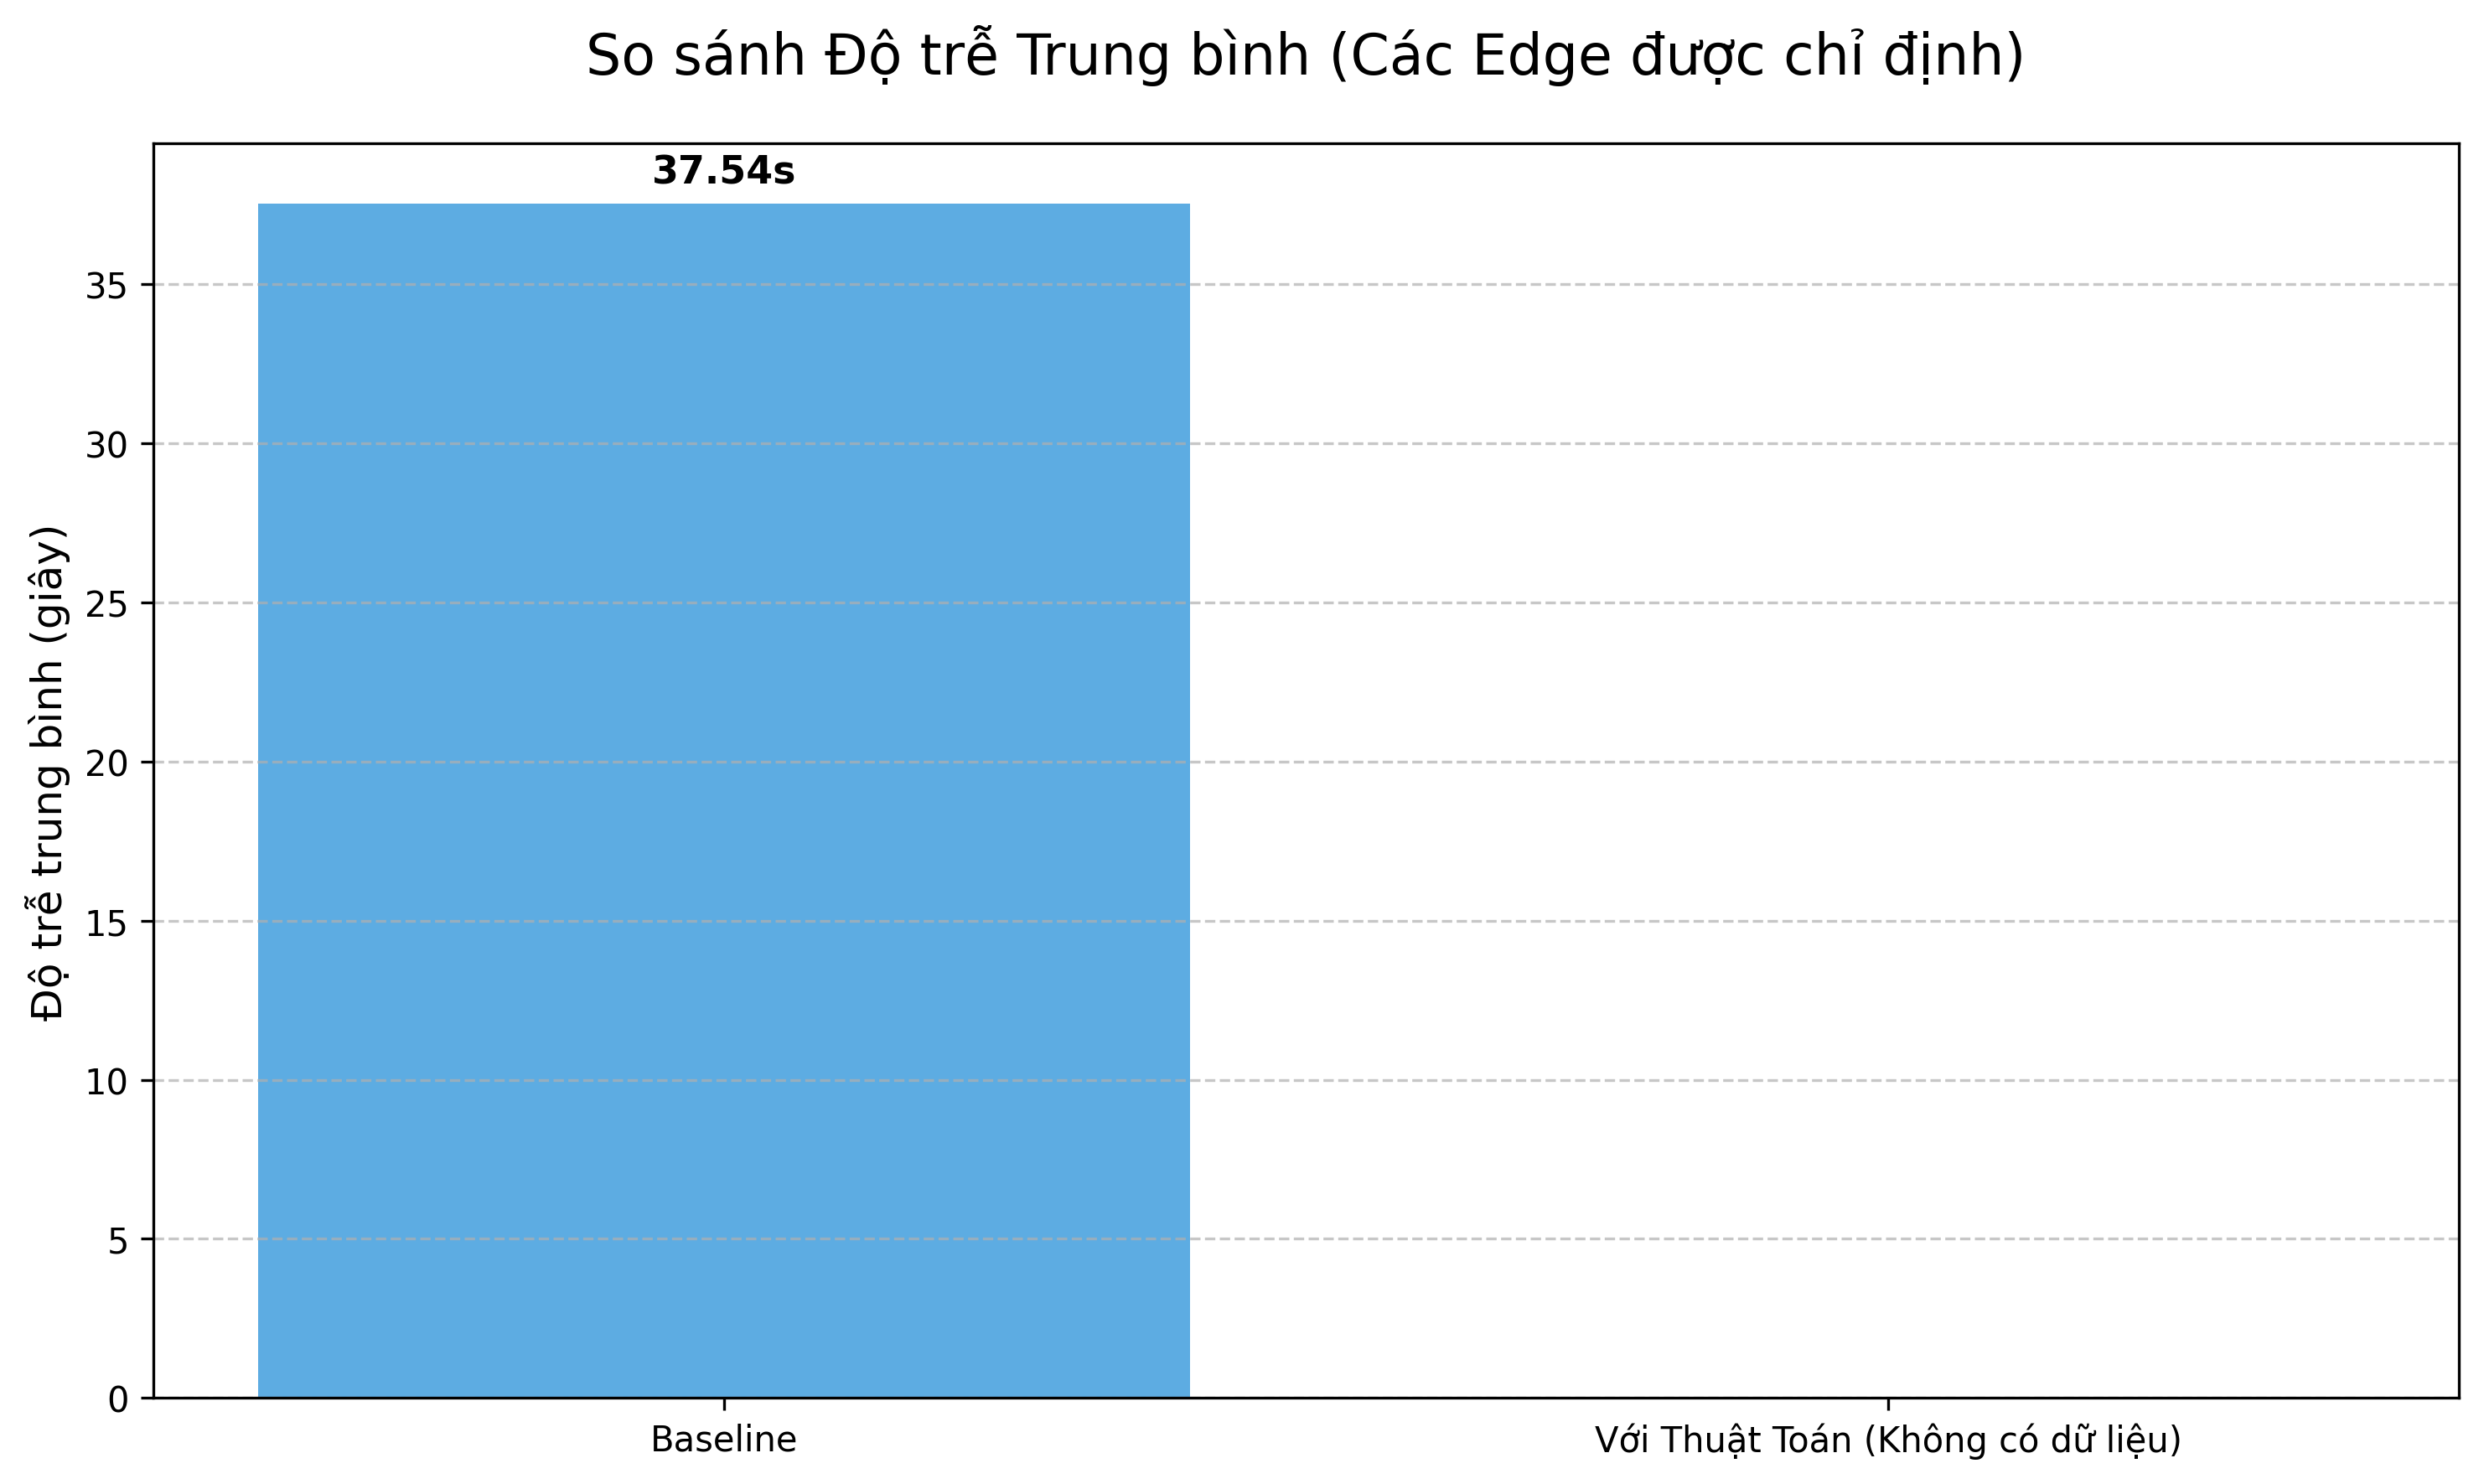 So sánh Độ trễ Trung bình (Các Edge được chỉ định)
37.54s
Độ trễ trung bình (giây)
35
30
25
20
15
10
5
0
Baseline
Với Thuật Toán (Không có dữ liệu)